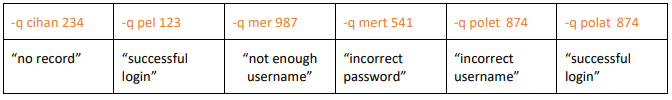 -q cihan 234 -q pel 123 -q mer 987 -q mert 541 -q polet 874 -q polat 874
“no record” “successful “not enough “incorrect “incorrect “successful
login” username” password” username” login”